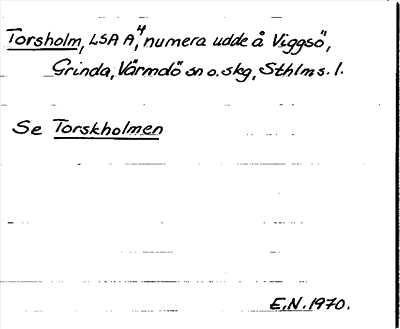 Torsholm, LSA A⁴, numera udde å Viggsö,
Grinda, Värmdö sn o. skg, Sthlms. l.
Se Torskholmen
E.N. 1970.